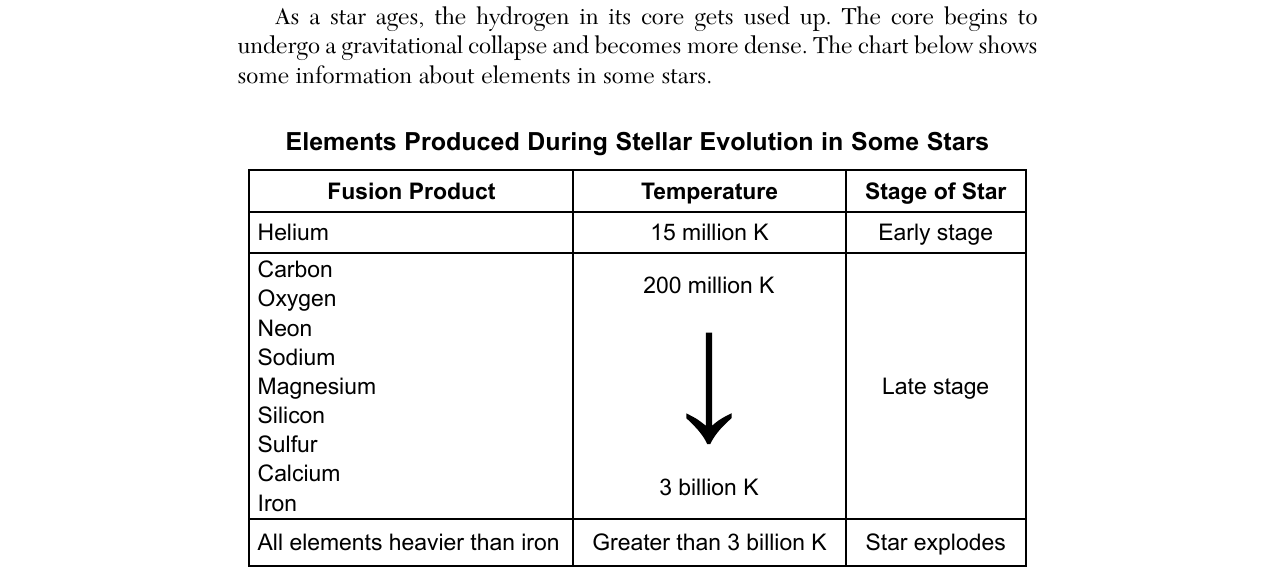 As a star ages, the hydrogen in its core gets used up. The core begins to
undergo a gravitational collapse and becomes more dense. The chart below shows
some information about elements in some stars.
Elements Produced During Stellar Evolution in Some Stars
Fusion Product Temperature Stage of Star
Helium 15 million K Early stage
Carbon
200 million K
Oxygen
Neon
Sodium
Magnesium Late stage
Silicon
Sulfur
Calcium
3 billion K
Iron
All elements heavier than iron Greater than 3 billion K Star explodes